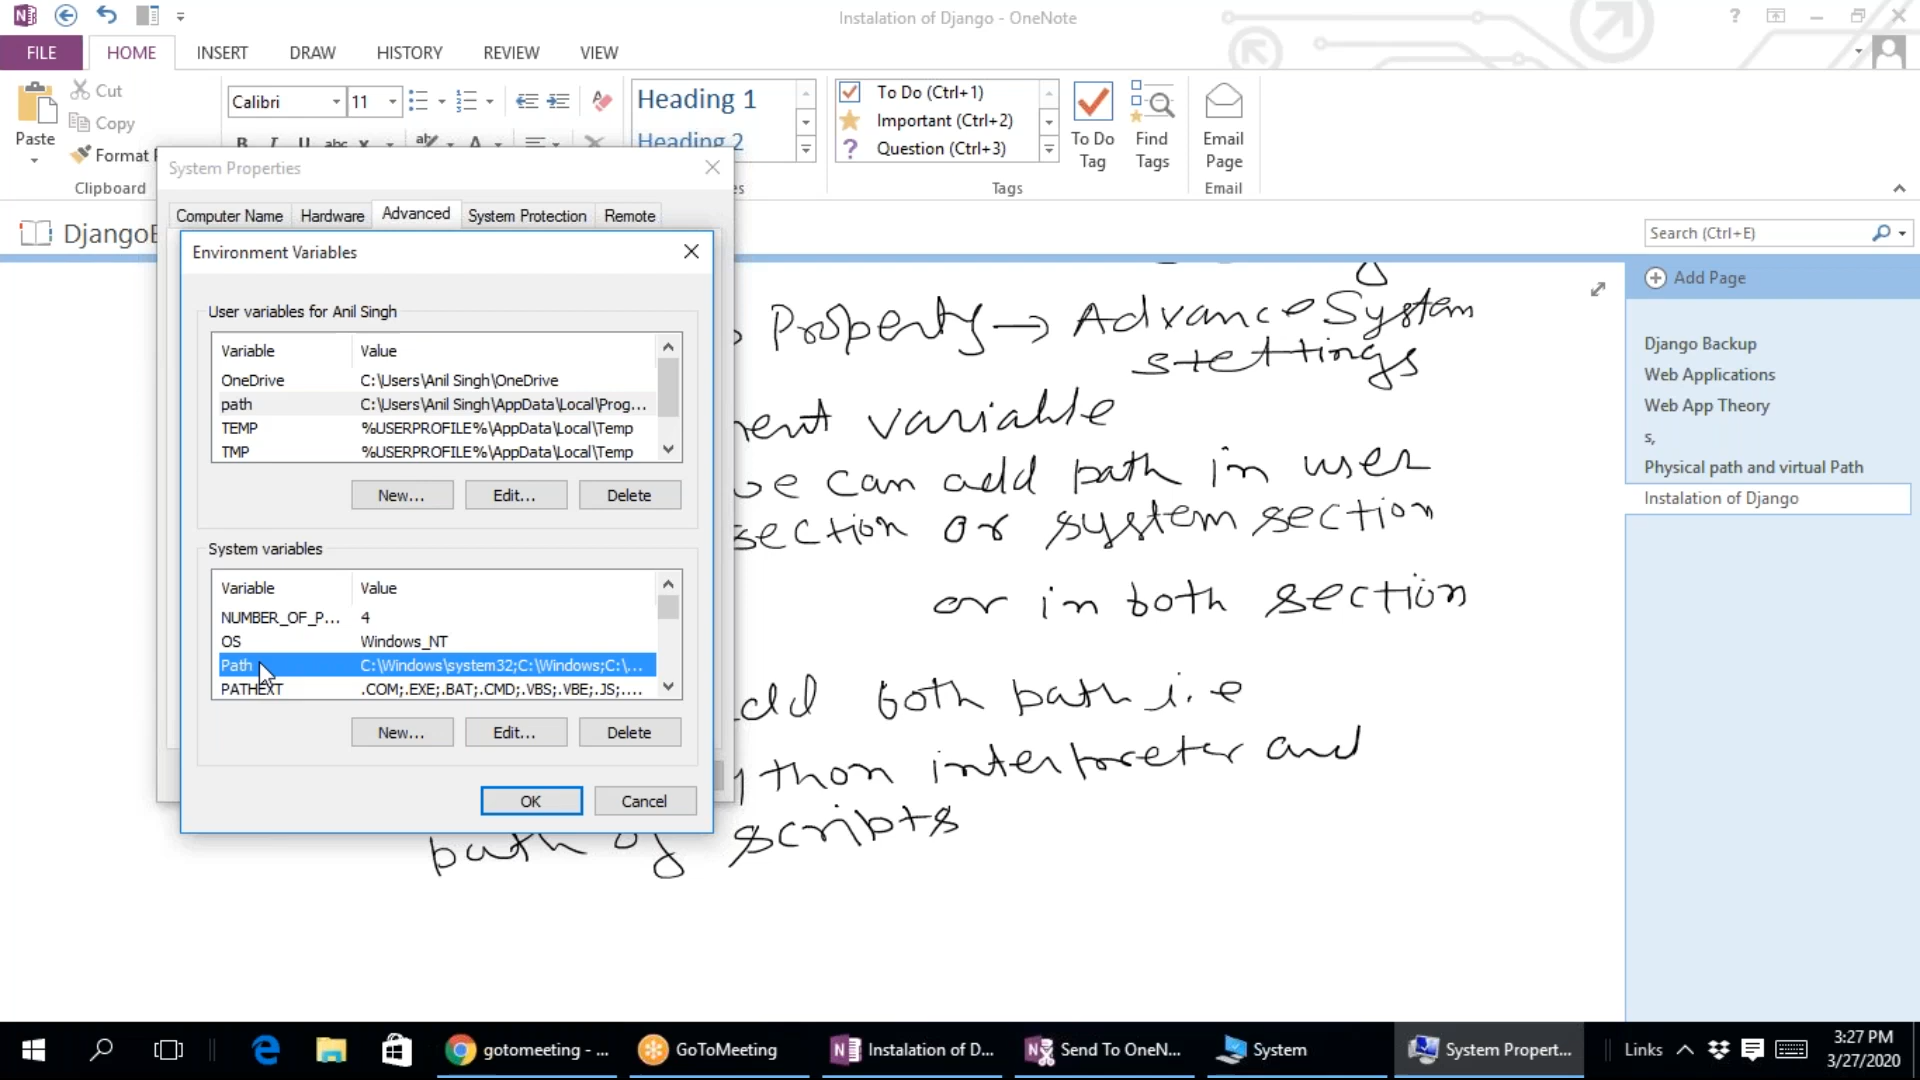 Instalation of Django - OneNote
FILE
HOME
INSERT
DRAW
HISTORY
REVIEW
VIEW
Paste
Cut
Copy
Format
Clipboard
Calibri
11
Heading 1
Heading 2
To Do (Ctrl+1)
Important (Ctrl+2)
Question (Ctrl+3)
Tags
To Do
Tag
Find
Tags
Email
Page
Email
Search (Ctrl+E)
System Properties
Computer Name
Hardware
Advanced
System Protection
Remote
Environment Variables
User variables for Anil Singh
Variable Value
OneDrive C:\Users\Anil Singh\OneDrive
path C:\Users\Anil Singh\AppData\Local\Prog...
TEMP %USERPROFILE%\AppData\Local\Temp
TMP %USERPROFILE%\AppData\Local\Temp
New... Edit... Delete
System variables
Variable Value
NUMBER_OF_P... 4
OS Windows_NT
Path C:\Windows\system32;C:\Windows;C:\...
PATHEXT .COM;.EXE;.BAT;.CMD;.VBS;.VBE;.JS;....
New... Edit... Delete
OK Cancel
Property → Advance System
stettings
variable
we can add path in user
section or system section
or in both section
add both path i.e
ython interpreter and
path of scripts
Add Page
Django Backup
Web Applications
Web App Theory
s,
Physical path and virtual Path
Instalation of Django
gotomeeting - ...
GoToMeeting
Instalation of D...
Send To OneN...
System
System Propert...
Links
3:27 PM
3/27/2020